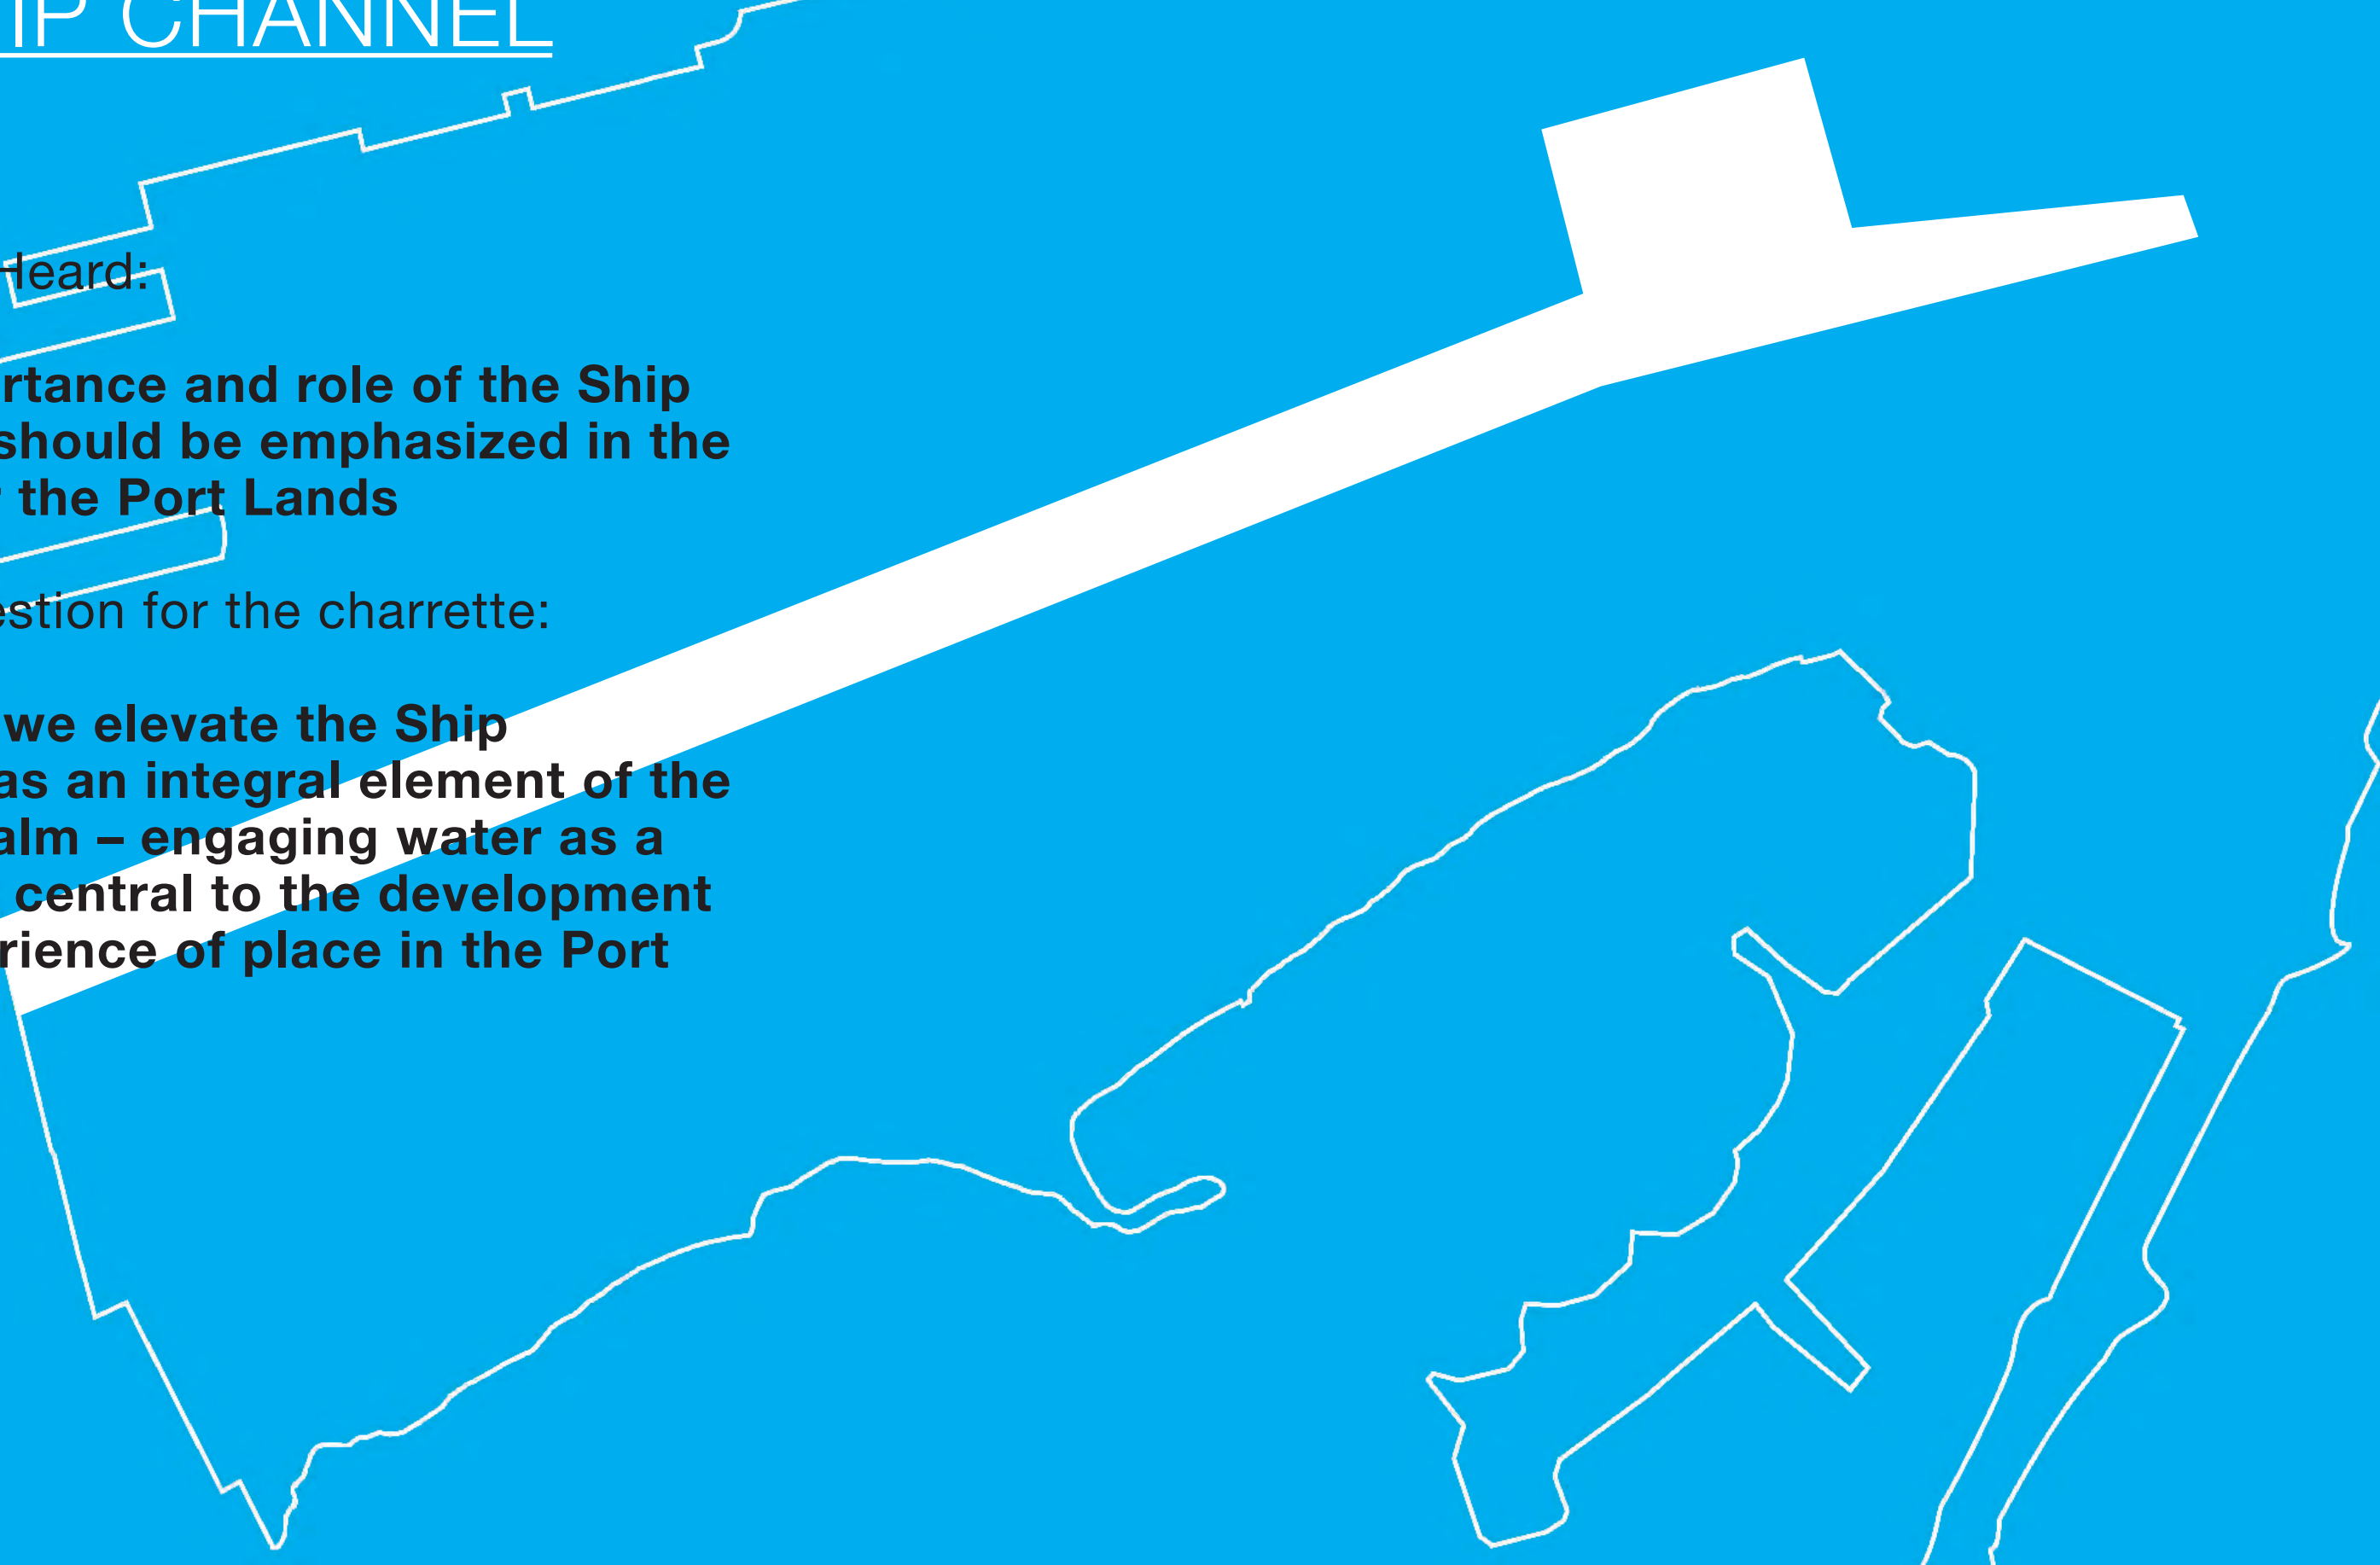 IP CHANNEL
Heard:
rtance and role of the Ship
should be emphasized in the
the Port Lands
estion for the charrette:
we elevate the Ship
as an integral element of the
alm – engaging water as a
central to the development
rience of place in the Port